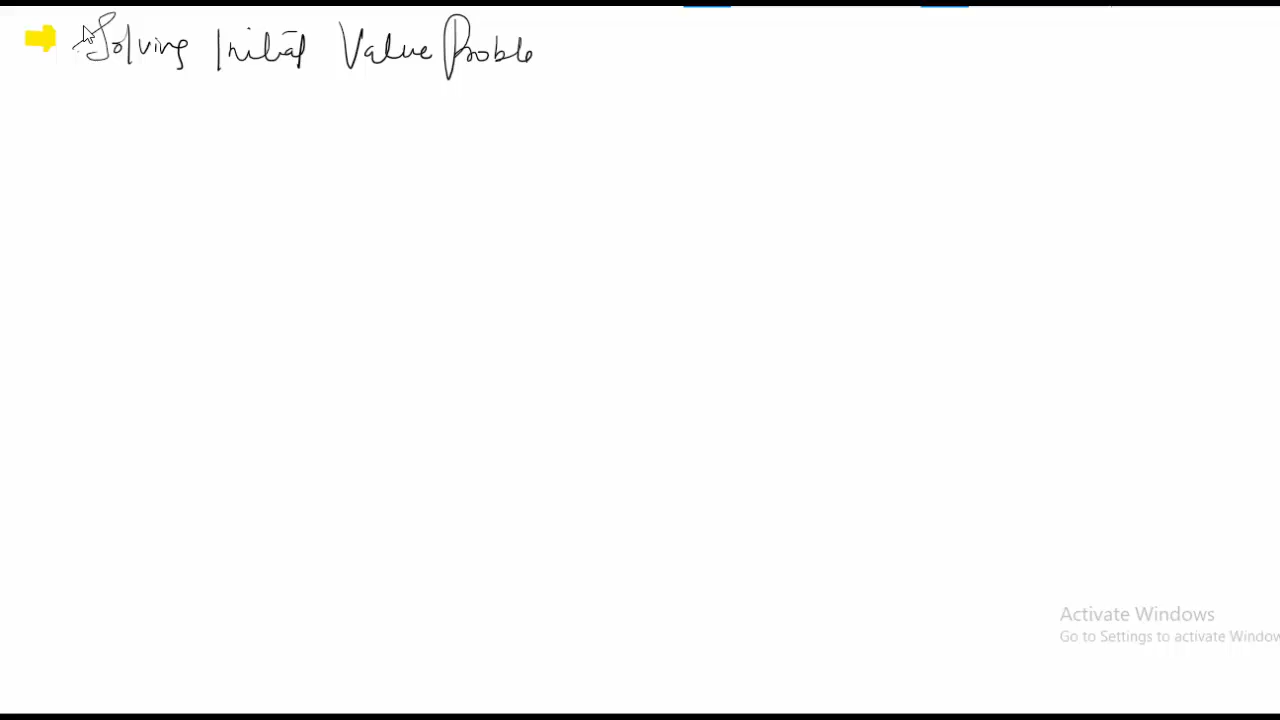 Solving Initial Value Proble
Activate Windows
Go to Settings to activate Window